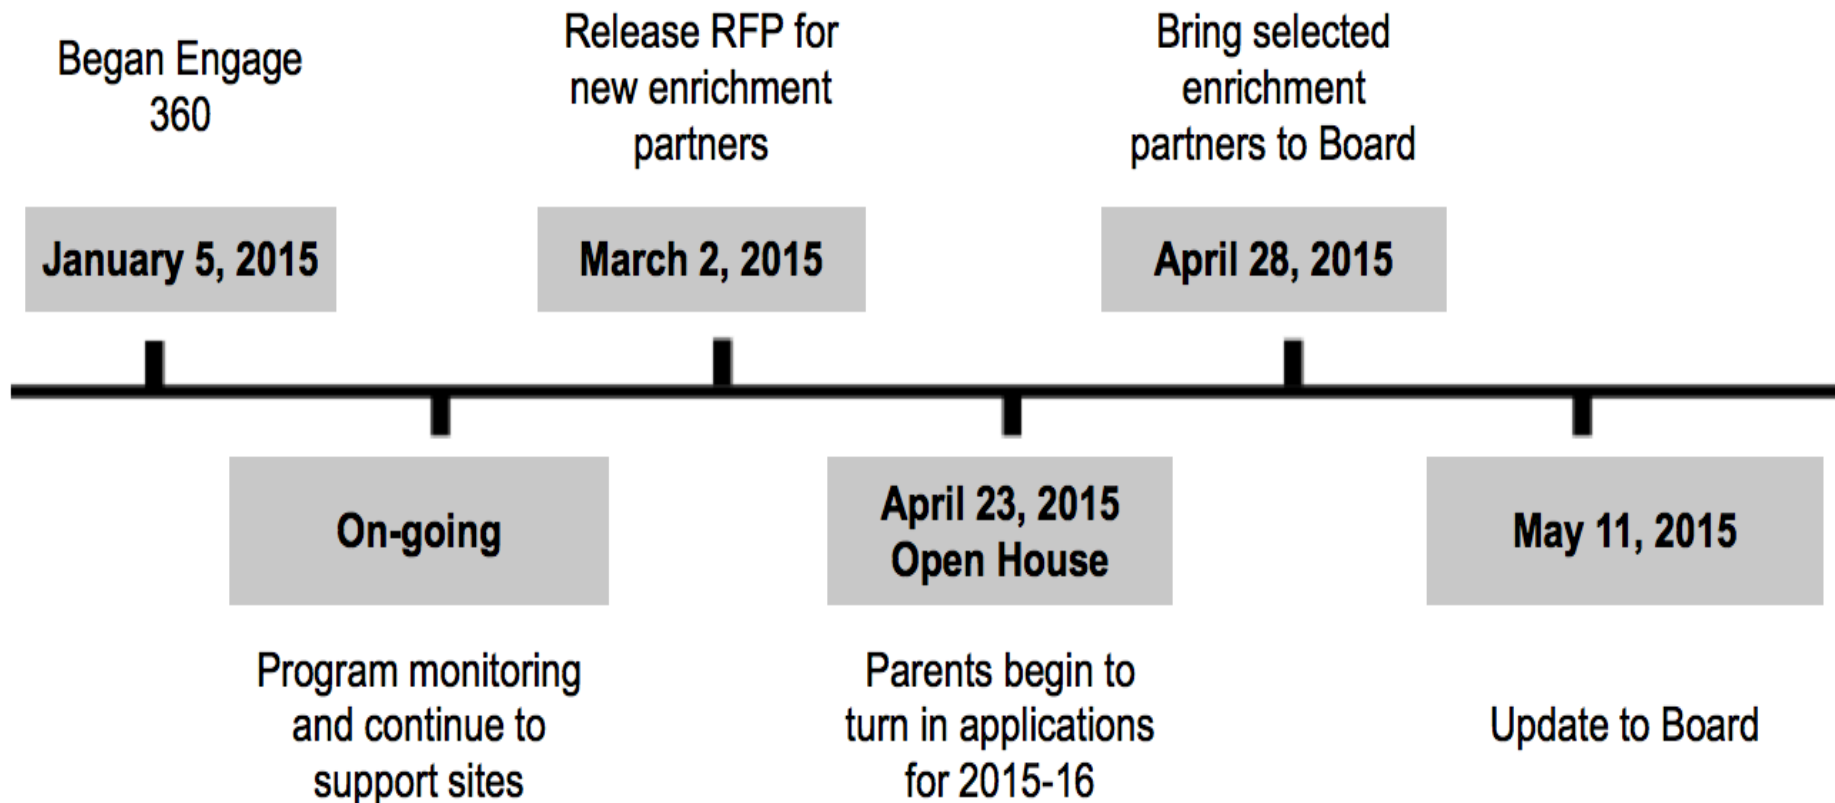 Began Engage
360
January 5, 2015
Release RFP for
new enrichment
partners
March 2, 2015
Bring selected
enrichment
partners to Board
April 28, 2015
On-going
Program monitoring
and continue to
support sites
April 23, 2015
Open House
Parents begin to
turn in applications
for 2015-16
May 11, 2015
Update to Board